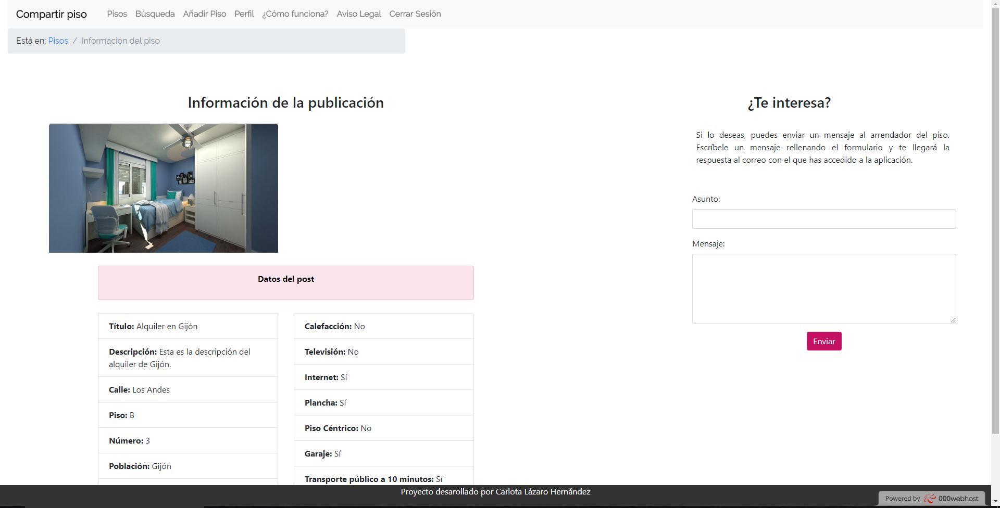 Compartir piso Pisos Búsqueda Añadir Piso Perfil ¿Cómo funciona? Aviso Legal Cerrar Sesión
Está en: Pisos / Información del piso
Información de la publicación
Datos del post
Título: Alquiler en Gijón
Descripción: Esta es la descripción del
alquiler de Gijón.
Calle: Los Andes
Piso: B
Número: 3
Población: Gijón
Calefacción: No
Televisión: No
Internet: Sí
Plancha: Sí
Piso Céntrico: No
Garaje: Sí
Transporte público a 10 minutos: Sí
¿Te interesa?
Si lo deseas, puedes enviar un mensaje al arrendador del piso.
Escríbele un mensaje rellenando el formulario y te llegará la
respuesta al correo con el que has accedido a la aplicación.
Asunto:
Mensaje:
Enviar
Proyecto desarollado por Carlota Lázaro Hernández
Powered by 000webhost